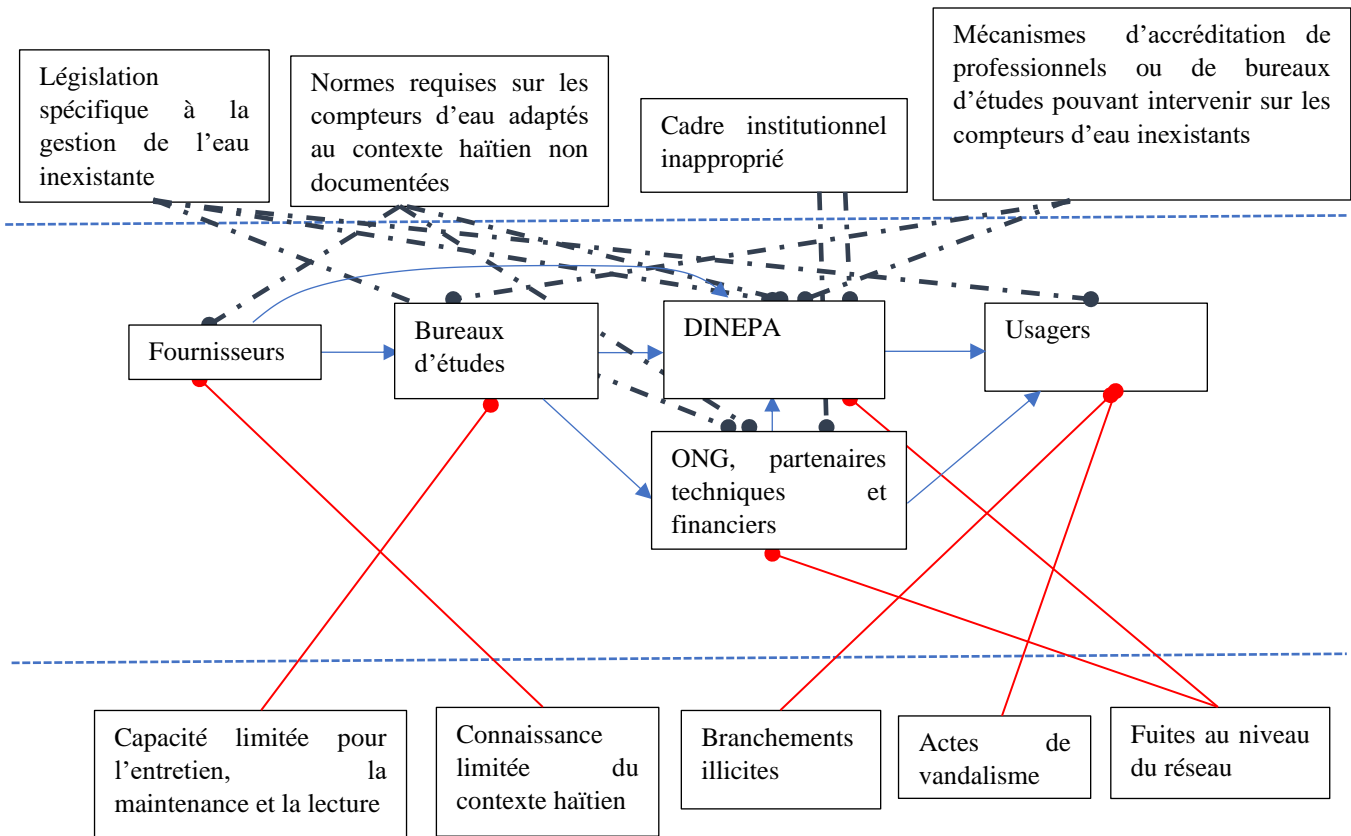 Législation
spécifique à la
gestion de l'eau
inexistante
Normes requises sur les
compteurs d'eau adaptés
au contexte haïtien non
documentées
Cadre institutionnel
inapproprié
Mécanismes d'accréditation de
professionnels ou de bureaux
d'études pouvant intervenir sur les
compteurs d'eau inexistants
Fournisseurs
Bureaux
d'études
DINEPA
Usagers
ONG, partenaires
techniques et
financiers
Capacité limitée pour
l'entretien, la
maintenance et la lecture
Connaissance
limitée du
contexte haïtien
Branchements
illicites
Actes de
vandalisme
Fuites au niveau
du réseau